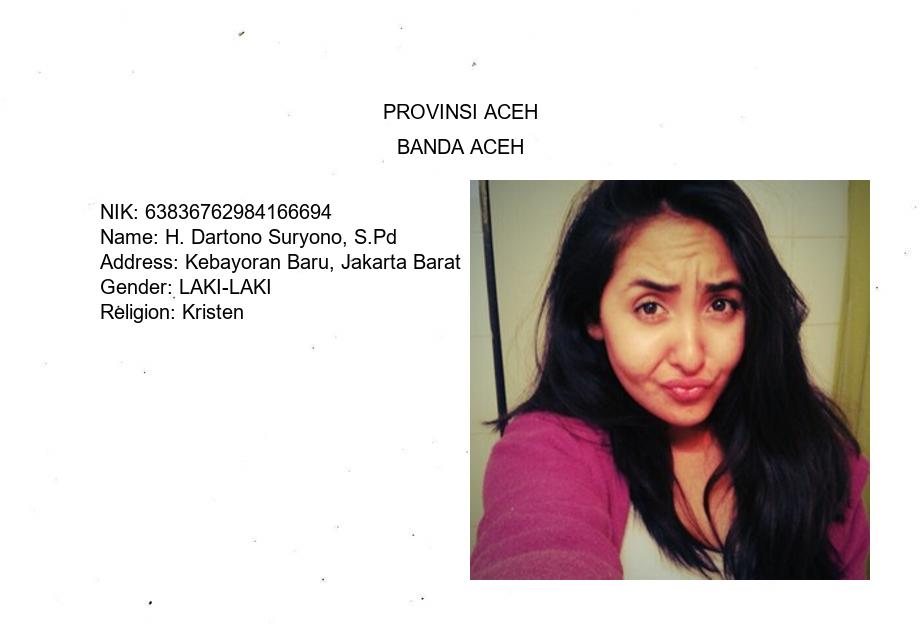 PROVINSI ACEH
BANDA ACEH
NIK: 63836762984166694
Name: H. Dartono Suryono, S.Pd
Address: Kebayoran Baru, Jakarta Barat
Gender: LAKI-LAKI
Religion: Kristen